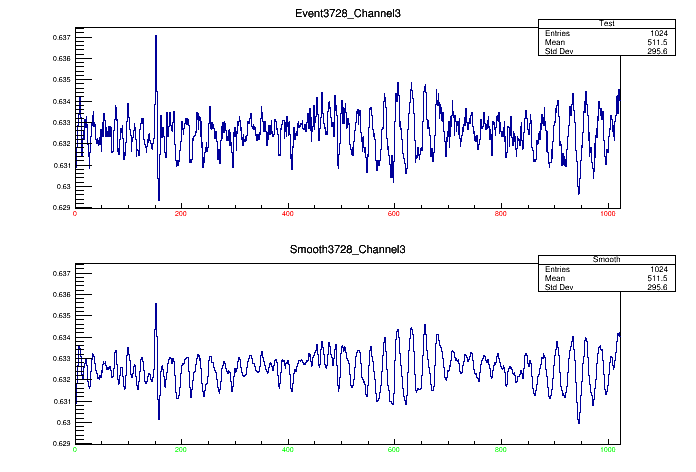 Event3728_Channel3
Test
Entries 1024
Mean 511.5
Std Dev 295.6
0.637
0.636
0.635
0.634
0.633
0.632
0.631
0.63
0.629
0 200 400 600 800 1000
Smooth3728_Channel3
Smooth
Entries 1024
Mean 511.5
Std Dev 295.6
0.637
0.636
0.635
0.634
0.633
0.632
0.631
0.63
0.629
0 200 400 600 800 1000